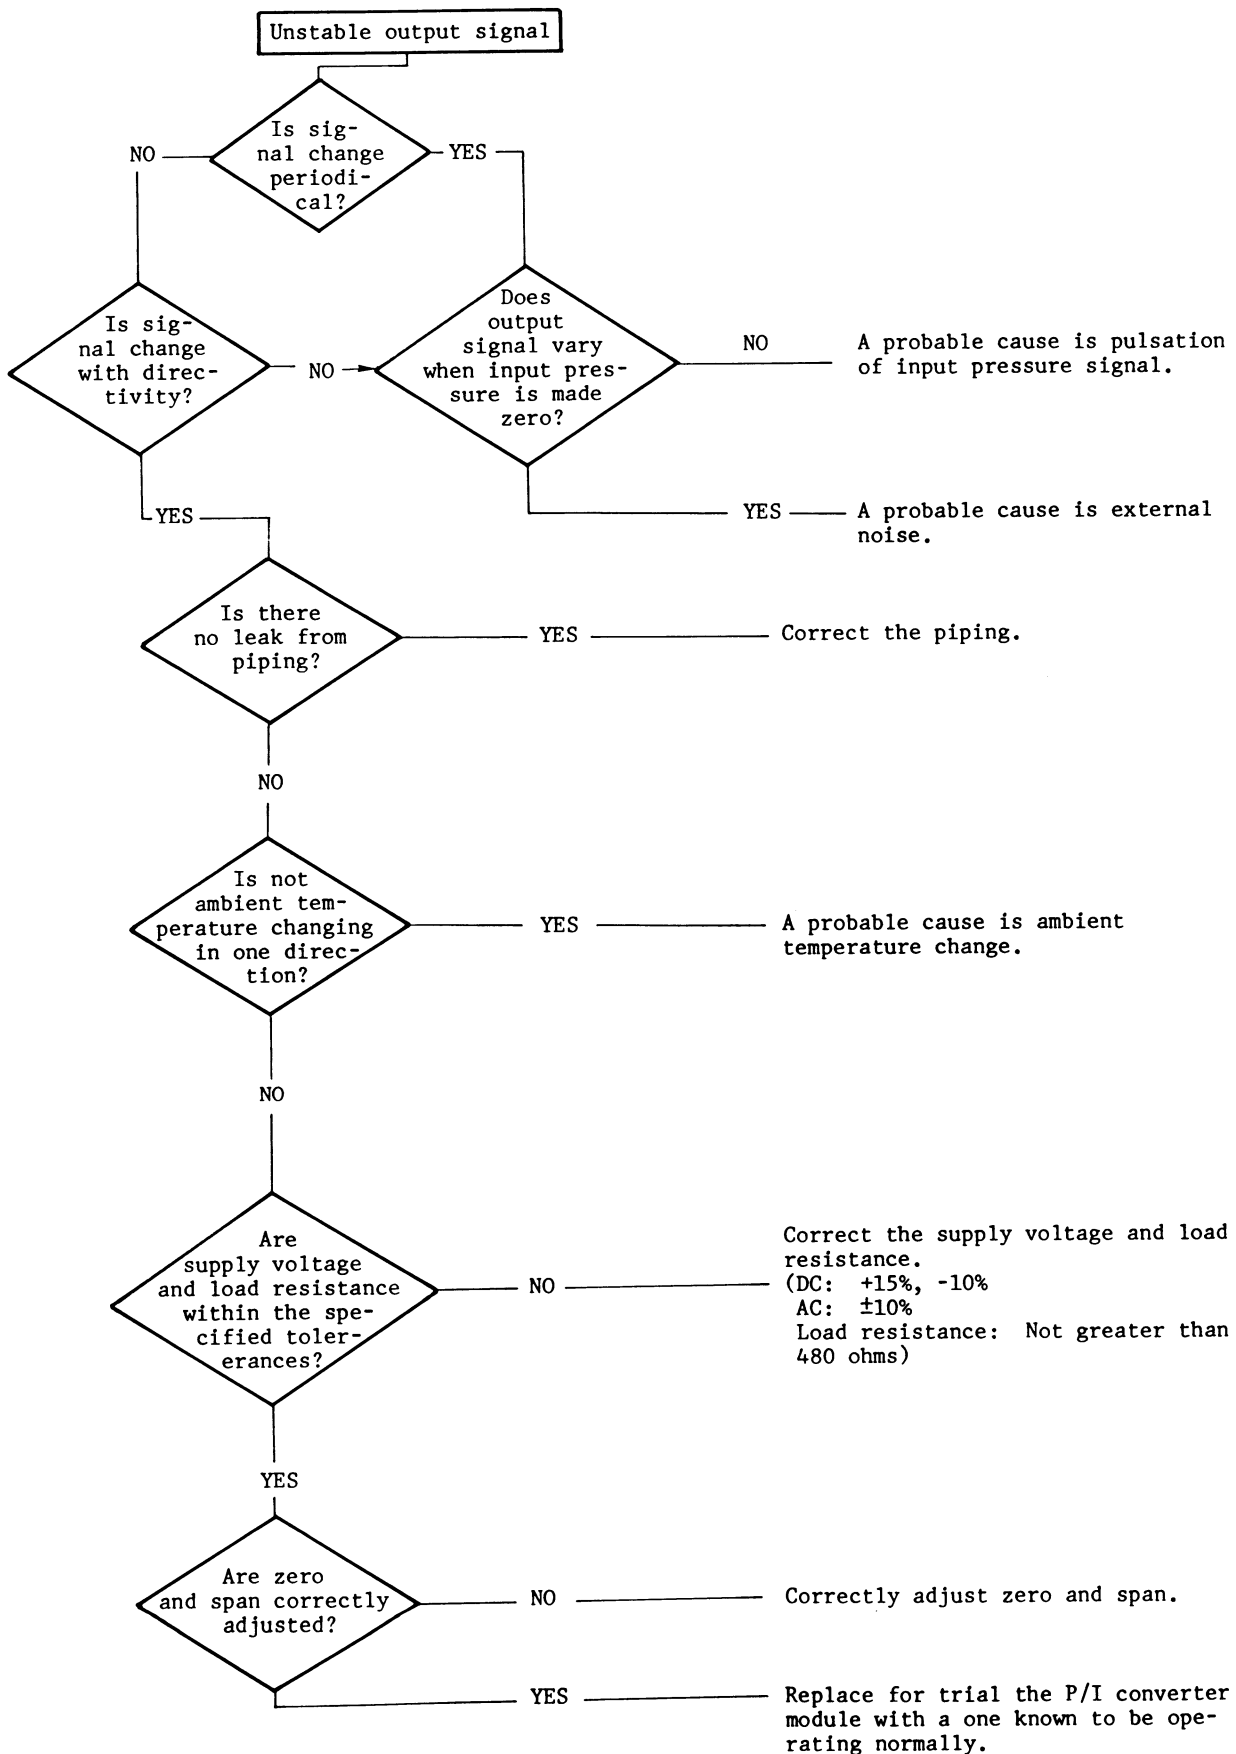 Unstable output signal
Is sig-
nal change
periodi-
cal?
NO
YES
Is sig-
nal change
with direc-
tivity?
NO
Does
output
signal vary
when input pres-
sure is made
zero?
NO
A probable cause is pulsation
of input pressure signal.
YES
YES
A probable cause is external
noise.
Is there
no leak from
piping?
YES
Correct the piping.
NO
Is not
ambient tem-
perature changing
in one direc-
tion?
YES
A probable cause is ambient
temperature change.
NO
Are
supply voltage
and load resistance
within the spe-
cified toler-
erances?
NO
Correct the supply voltage and load
resistance.
(DC: +15%, -10%
AC: ±10%
Load resistance: Not greater than
480 ohms)
YES
Are zero
and span correctly
adjusted?
NO
Correctly adjust zero and span.
YES
Replace for trial the P/I converter
module with a one known to be ope-
rating normally.